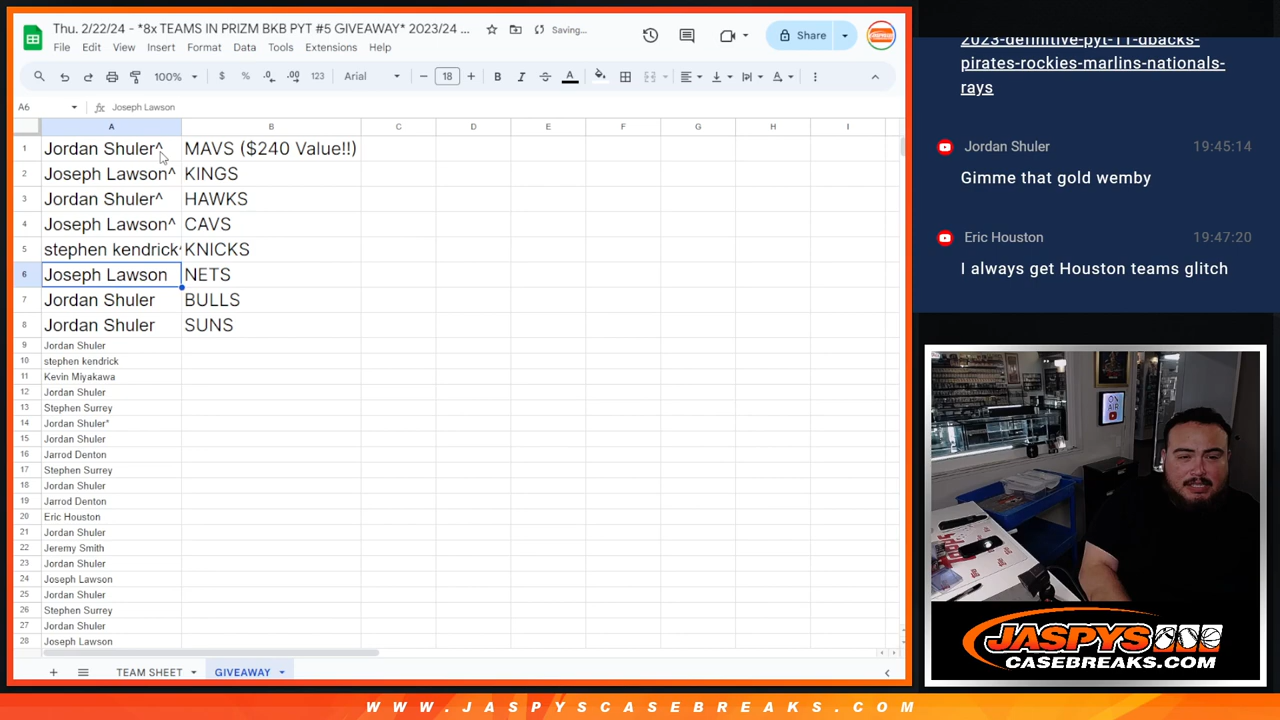 Thu. 2/22/24 - *8x TEAMS IN PRIZM BKB PYT #5 GIVEAWAY* 2023/24 ...
Saving...
Share
File Edit View Insert Format Data Tools Extensions Help
100% $ % .0 .00 123 Arial 18 B I S A
A6 fx Joseph Lawson
A B C D E F G H I
1 Jordan Shuler^ MAVS ($240 Value!!)
2 Joseph Lawson^ KINGS
3 Jordan Shuler^ HAWKS
4 Joseph Lawson^ CAVS
5 stephen kendrick^ KNICKS
6 Joseph Lawson NETS
7 Jordan Shuler BULLS
8 Jordan Shuler SUNS
9 Jordan Shuler
10 stephen kendrick
11 Kevin Miyakawa
12 Jordan Shuler
13 Stephen Surrey
14 Jordan Shuler*
15 Jordan Shuler
16 Jarrod Denton
17 Stephen Surrey
18 Jordan Shuler
19 Jarrod Denton
20 Eric Houston
21 Jordan Shuler
22 Jeremy Smith
23 Jordan Shuler
24 Joseph Lawson
25 Jordan Shuler
26 Stephen Surrey
27 Jordan Shuler
28 Joseph Lawson
TEAM SHEET GIVEAWAY
2023-definitive-pyt-11-dbacks-
pirates-rockies-marlins-nationals-
rays
Jordan Shuler 19:45:14
Gimme that gold wemby
Eric Houston 19:47:20
I always get Houston teams glitch
ON AIR
Topps
JASPYS
CASEBREAKS.COM
WWW.JASPYSCASEBREAKS.COM